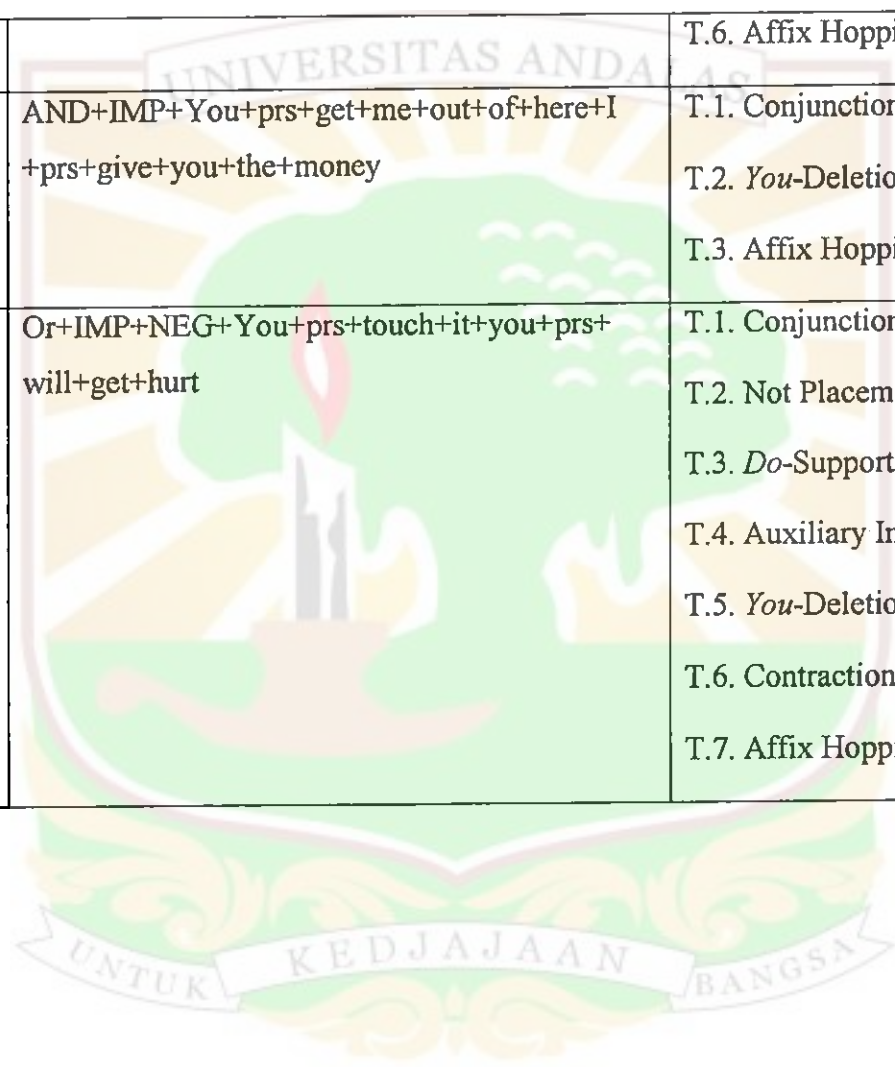 T.6. Affix Hoppi
UNIVERSITAS ANDALAS
AND+IMP+You+prs+get+me+out+of+here+I
+prs+give+you+the+money
T.1. Conjunction
T.2. You-Deletio
T.3. Affix Hoppi
Or+IMP+NEG+You+prs+touch+it+you+prs+
will+get+hurt
T.1. Conjunction
T.2. Not Placem
T.3. Do-Support
T.4. Auxiliary In
T.5. You-Deletio
T.6. Contraction
T.7. Affix Hoppi
UNTUK KEDJAJAAN BANGSA